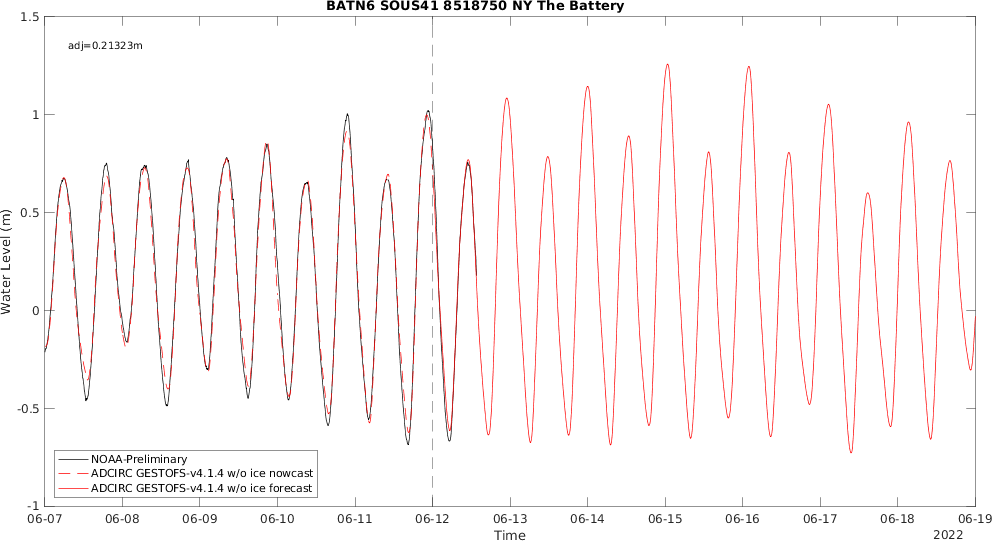 BATN6 SOUS41 8518750 NY The Battery
adj=0.21323m
1.5
1
0.5
0
-0.5
-1
Water Level (m)
NOAA-Preliminary
ADCIRC GESTOFS-v4.1.4 w/o ice nowcast
ADCIRC GESTOFS-v4.1.4 w/o ice forecast
06-07 06-08 06-09 06-10 06-11 06-12 06-13 06-14 06-15 06-16 06-17 06-18 06-19
Time
2022